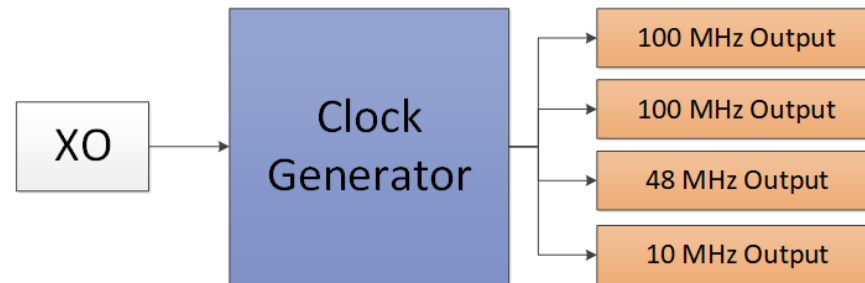 XO
Clock
Generator
100 MHz Output
100 MHz Output
48 MHz Output
10 MHz Output